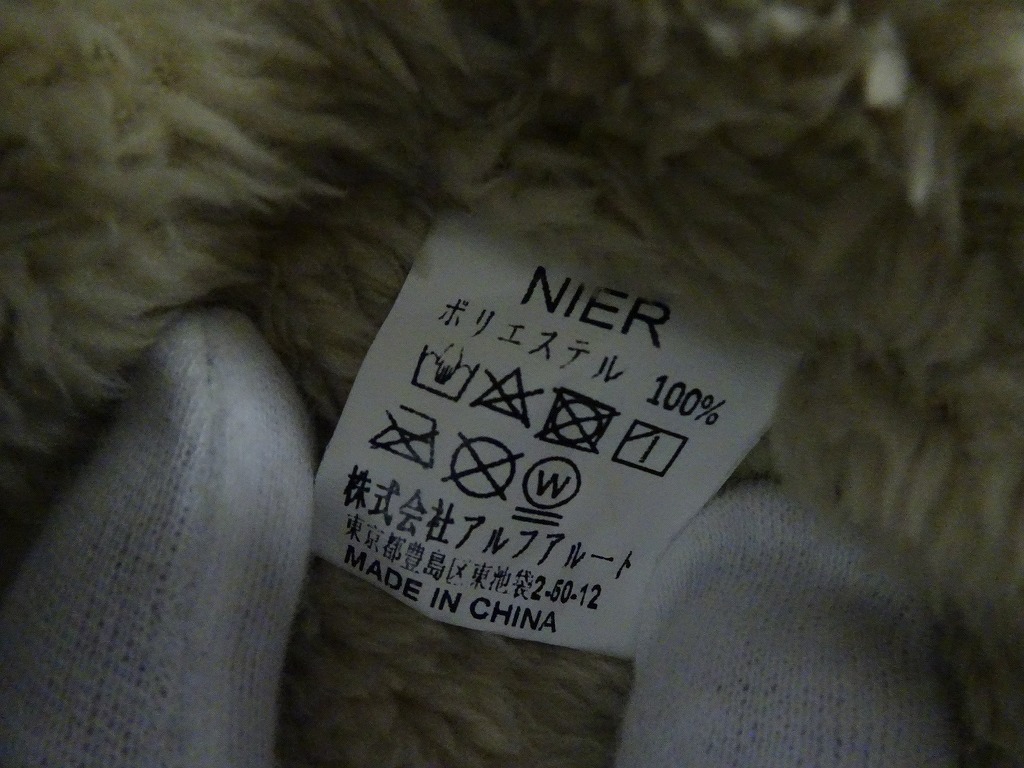 NIER
ポリエステル 100%
W
株式会社アルファルート
東京都豊島区東池袋2-60-12
MADE IN CHINA